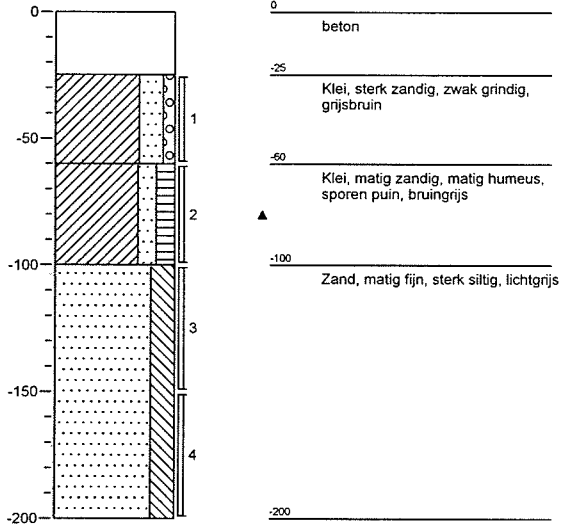 0
-50
-100
-150
-200
1
2
3
4
0
beton
-25
Klei, sterk zandig, zwak grindig,
grijsbruin
-60
Klei, matig zandig, matig humeus,
sporen puin, bruingrijs
-100
Zand, matig fijn, sterk siltig, lichtgrijs
-200